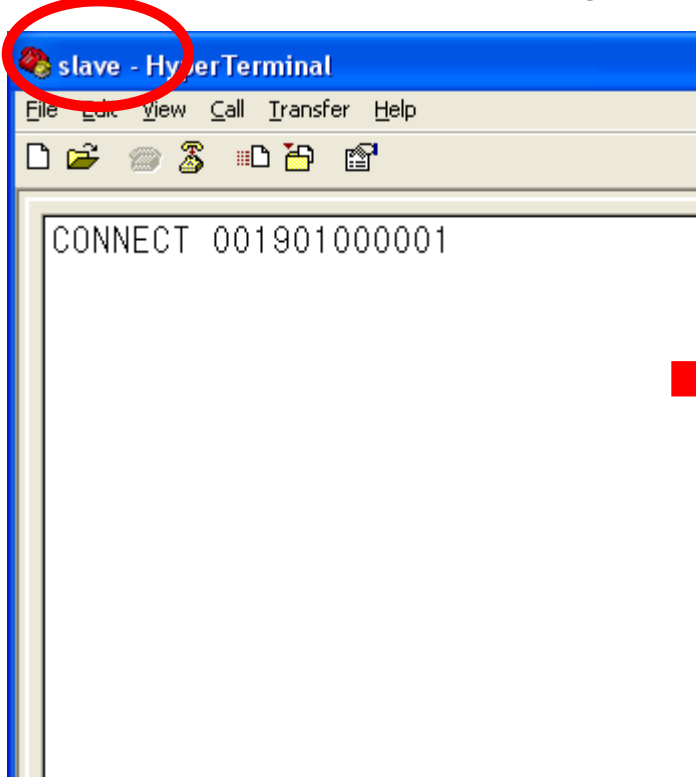 slave - HyperTerminal
File Edit View Call Transfer Help
CONNECT 001901000001